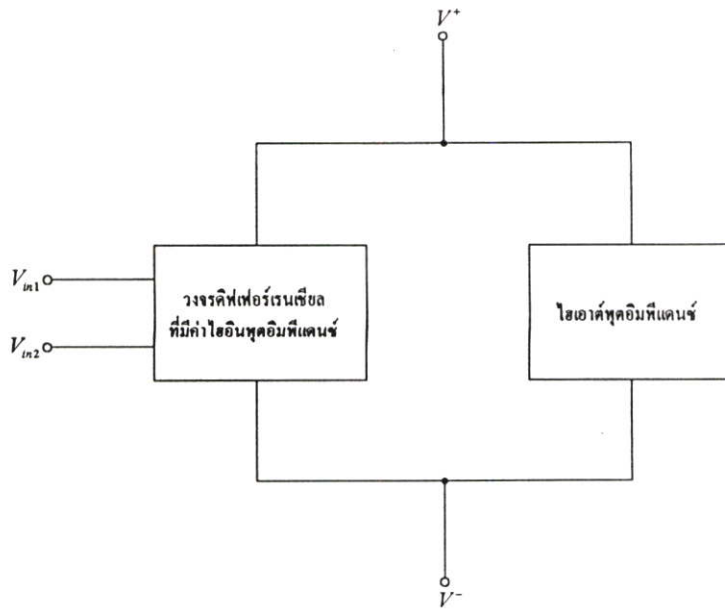 V⁺
V_in1
วงจรดิฟเฟอร์เรนเชียล
ที่มีค่าไฮอินพุตอิมพีแดนซ์
ไฮเอาต์พุตอิมพีแดนซ์
V_in2
V⁻